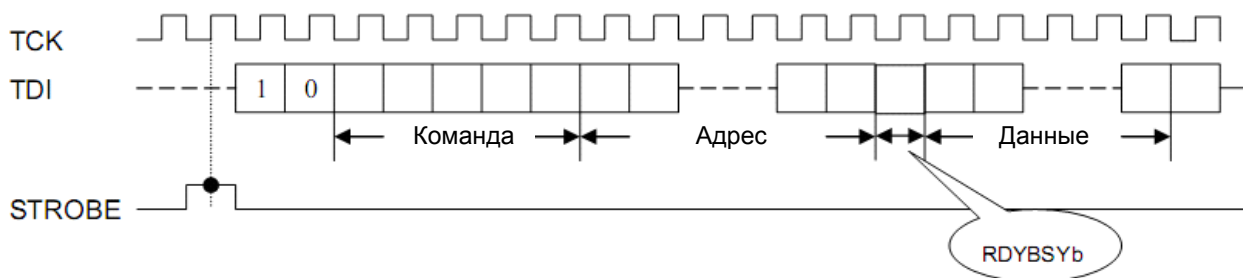 TCK
TDI
1 0
Команда Адрес Данные
STROBE
RDYBSYb